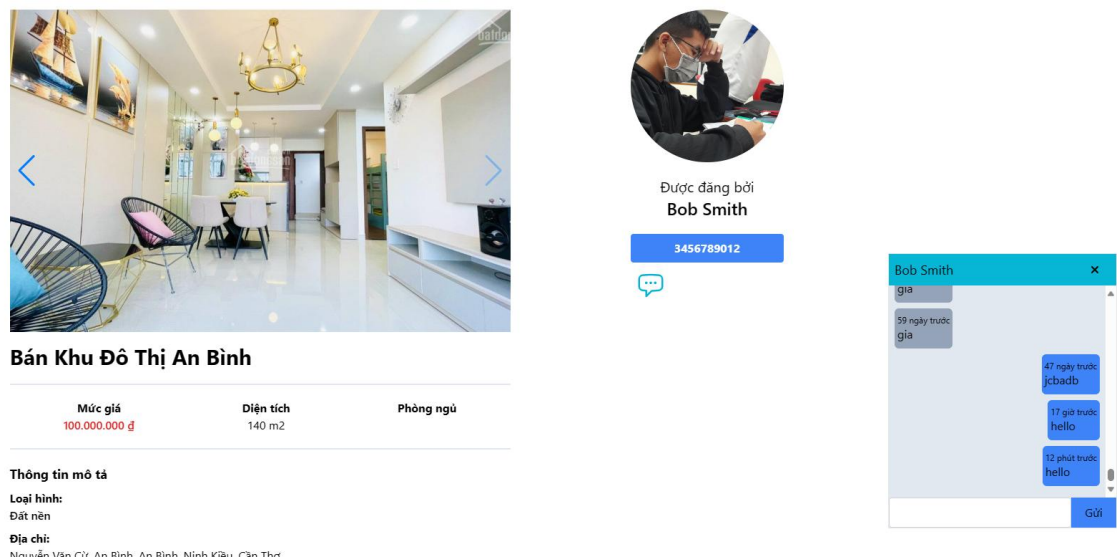 Được đăng bởi
Bob Smith
3456789012
Bán Khu Đô Thị An Bình
Mức giá
100.000.000 ₫
Diện tích
140 m2
Phòng ngủ
Thông tin mô tả
Loại hình:
Đất nền
Địa chỉ:
Nguyễn Văn Cừ, An Bình, An Bình, Ninh Kiều, Cần Thơ
Bob Smith
×
gia
59 ngày trước
gia
47 ngày trước
jcbadb
17 giờ trước
hello
12 phút trước
hello
Gửi